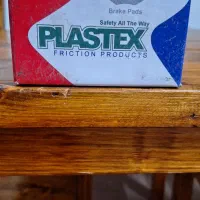 Brake Pads
Safety All The Way
PLASTEX
FRICTION PRODUCTS